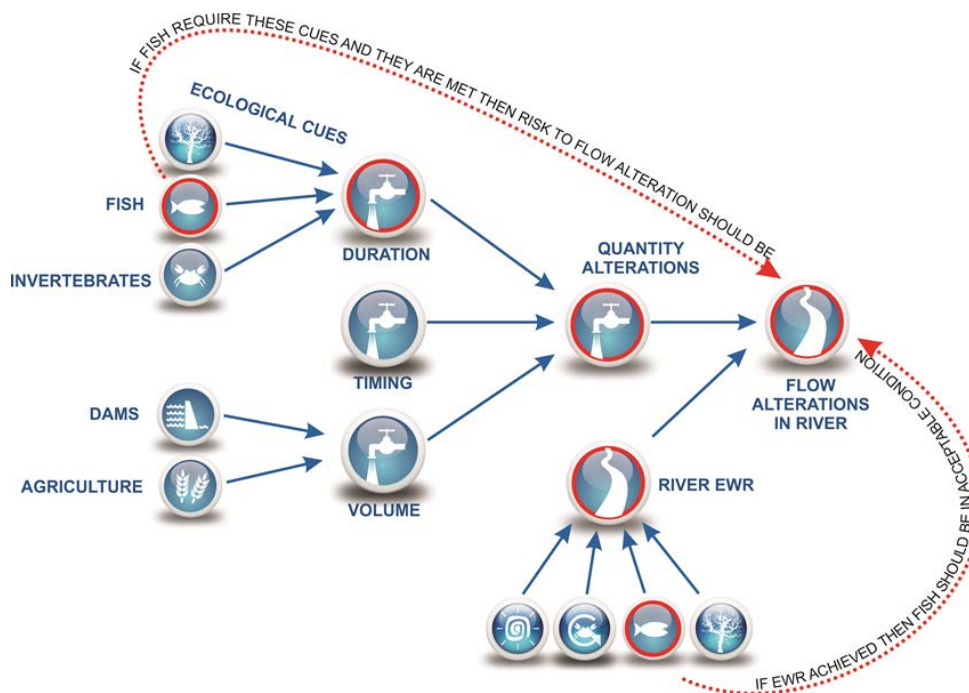 IF FISH REQUIRE THESE CUES AND THEY ARE MET THEN RISK TO FLOW ALTERATION SHOULD BE
ECOLOGICAL CUES
FISH
INVERTEBRATES
DURATION
QUANTITY
ALTERATIONS
TIMING
DAMS
AGRICULTURE
VOLUME
FLOW
ALTERATIONS
IN RIVER
RIVER EWR
IF EWR ACHIEVED THEN FISH SHOULD BE IN ACCEPTABLE CONDITION